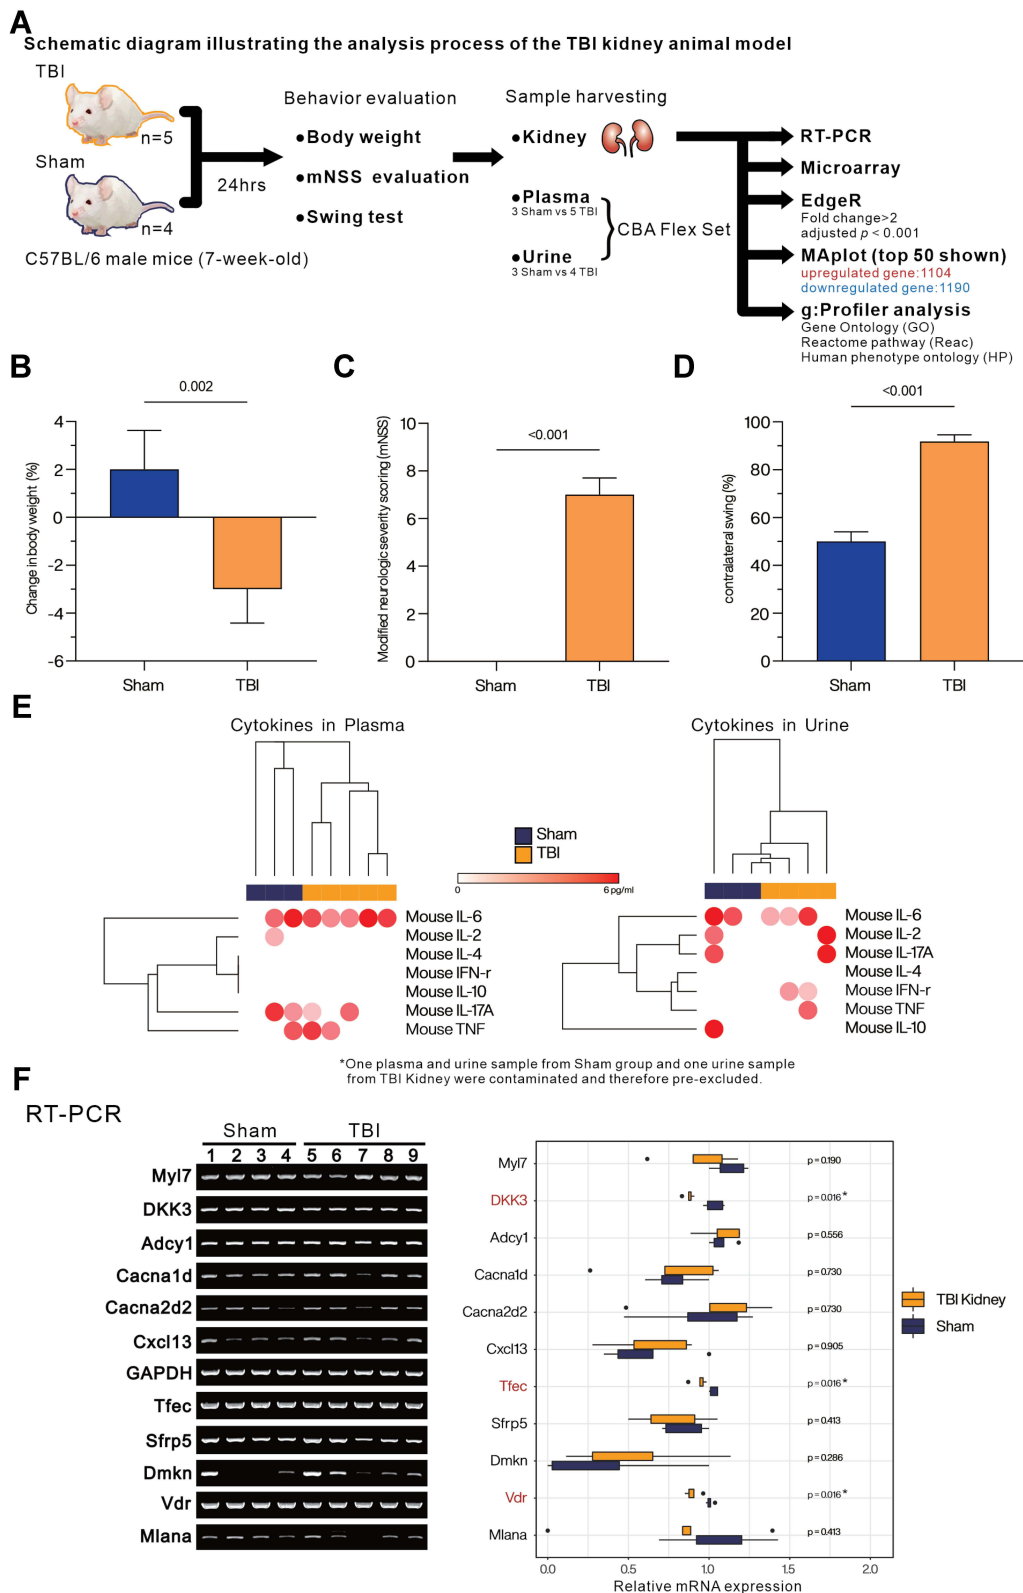 A
Schematic diagram illustrating the analysis process of the TBI kidney animal model
TBI
n=5
Sham
n=4
C57BL/6 male mice (7-week-old)
24hrs
Behavior evaluation
●Body weight
●mNSS evaluation
●Swing test
Sample harvesting
●Kidney
●Plasma
3 Sham vs 5 TBI
●Urine
3 Sham vs 4 TBI
CBA Flex Set
RT-PCR
Microarray
EdgeR
Fold change>2
adjusted p < 0.001
MAplot (top 50 shown)
upregulated gene:1104
downregulated gene:1190
g:Profiler analysis
Gene Ontology (GO)
Reactome pathway (Reac)
Human phenotype ontology (HP)
B
0.002
Change in body weight (%)
4
2
0
-2
-4
-6
Sham
TBI
C
<0.001
Modified neurologic severity scoring (mNSS)
10
8
6
4
2
0
Sham
TBI
D
<0.001
contralateral swing (%)
100
80
60
40
20
0
Sham
TBI
E
Cytokines in Plasma
Mouse IL-6
Mouse IL-2
Mouse IL-4
Mouse IFN-r
Mouse IL-10
Mouse IL-17A
Mouse TNF
Sham
TBI
0
6 pg/ml
Cytokines in Urine
Mouse IL-6
Mouse IL-2
Mouse IL-17A
Mouse IL-4
Mouse IFN-r
Mouse TNF
Mouse IL-10
*One plasma and urine sample from Sham group and one urine sample
from TBI Kidney were contaminated and therefore pre-excluded.
F
RT-PCR
Sham
TBI
1 2 3 4 5 6 7 8 9
Myl7
DKK3
Adcy1
Cacna1d
Cacna2d2
Cxcl13
GAPDH
Tfec
Sfrp5
Dmkn
Vdr
Mlana
Myl7 p=0.190
DKK3 p=0.016*
Adcy1 p=0.556
Cacna1d p=0.730
Cacna2d2 p=0.730
Cxcl13 p=0.905
Tfec p=0.016*
Sfrp5 p=0.413
Dmkn p=0.286
Vdr p=0.016*
Mlana p=0.413
0.0 0.5 1.0 1.5 2.0
Relative mRNA expression
TBI Kidney
Sham